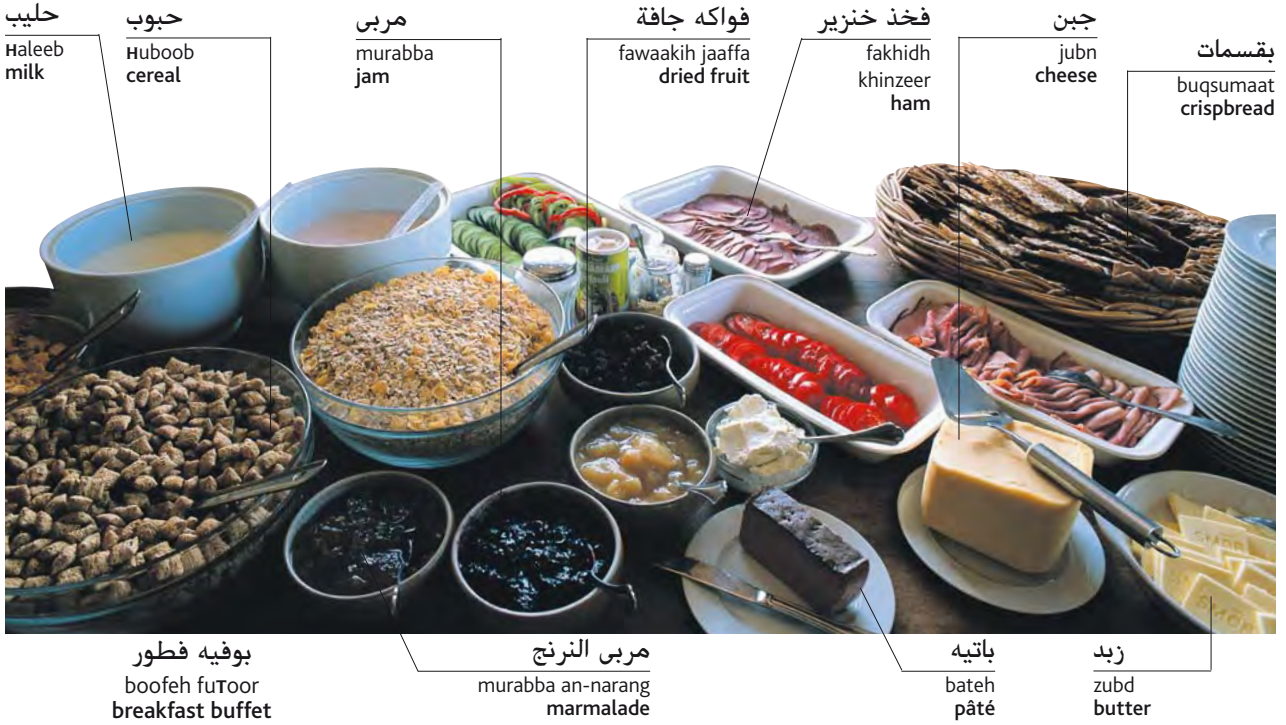 حليب
Haleeb
milk
حبوب
Huboob
cereal
مربى
murabba
jam
فواكه جافة
fawaakih jaaffa
dried fruit
فخذ خنزير
fakhidh
khinzeer
ham
جبن
jubn
cheese
بقسمات
buqsumaat
crispbread
بوفيه فطور
boofeh fuToor
breakfast buffet
مربى النرنج
murabba an-narang
marmalade
باتيه
bateh
pâté
زبد
zubd
butter